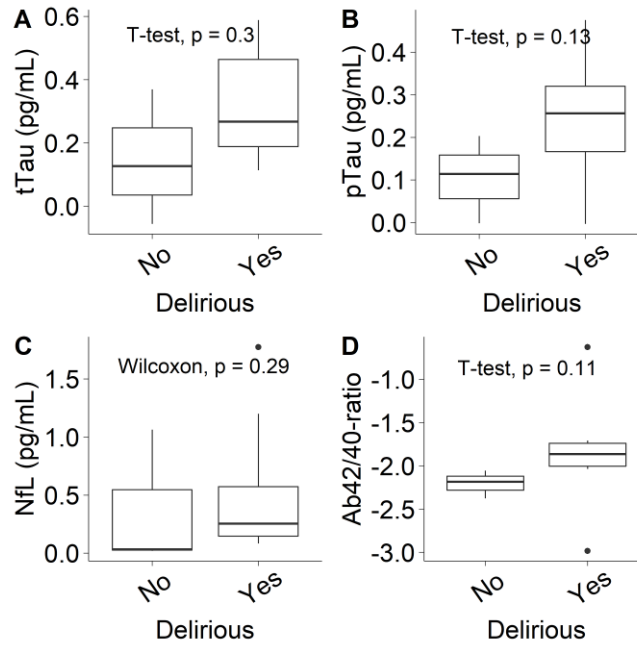 A
T-test, p = 0.3
tTau (pg/mL)
0.6
0.4
0.2
0.0
No
Yes
Delirious
B
T-test, p = 0.13
pTau (pg/mL)
0.4
0.3
0.2
0.1
0.0
No
Yes
Delirious
C
Wilcoxon, p = 0.29
NfL (pg/mL)
1.5
1.0
0.5
0.0
No
Yes
Delirious
D
T-test, p = 0.11
Ab42/40-ratio
-1.0
-1.5
-2.0
-2.5
-3.0
No
Yes
Delirious